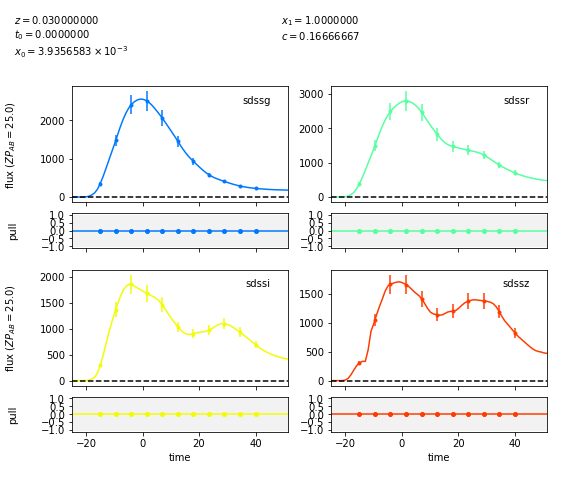 z = 0.030000000
t₀ = 0.0000000
x₀ = 3.9356583 × 10⁻³
x₁ = 1.0000000
c = 0.16666667
flux (ZP_AB = 25.0)
2000
1000
0
sdssg
3000
2000
1000
0
sdssr
pull
1.0
0.5
0.0
−0.5
−1.0
1.0
0.5
0.0
−0.5
−1.0
flux (ZP_AB = 25.0)
2000
1500
1000
500
0
sdssi
1500
1000
500
0
sdssz
pull
1.0
0.5
0.0
−0.5
−1.0
1.0
0.5
0.0
−0.5
−1.0
−20 0 20 40
−20 0 20 40
time
time